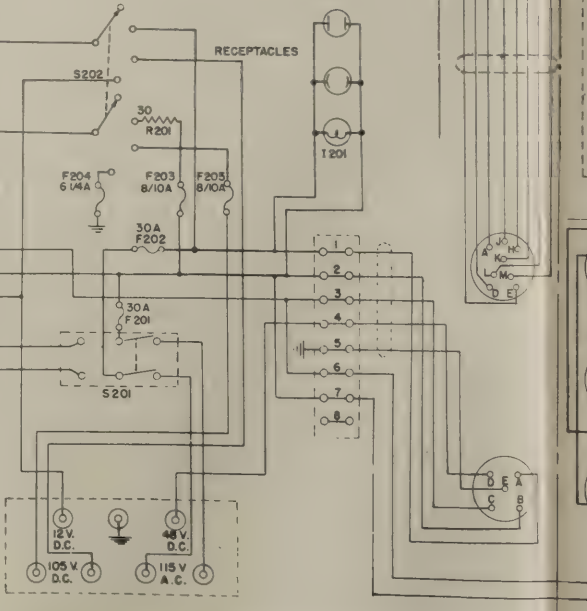 RECEPTACLES
S202
30
R201
I 201
F204
6 1/4A
F203
8/10A
F205
8/10A
30A
F202
30A
F 201
S201
1
2
3
4
5
6
7
8
A
J
H
K
L
M
D
E
D
E
A
C
B
12V.
D.C.
48 V.
D.C.
105 V.
D.C.
115 V
A.C.